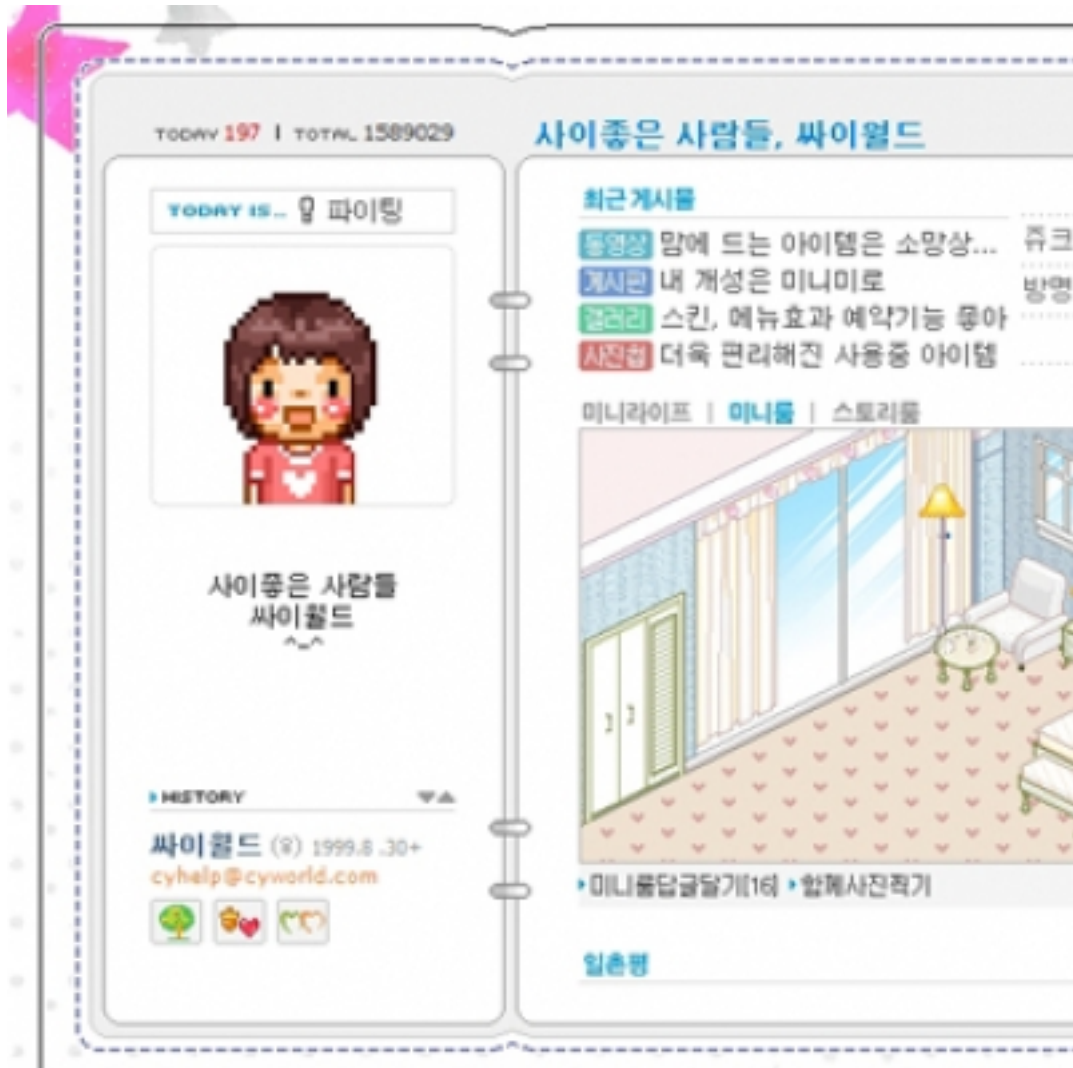 TODAY 197 | TOTAL 1589029
사이좋은 사람들, 싸이월드
TODAY IS.. 파이팅
사이좋은 사람들
싸이월드
^-^
HISTORY
싸이월드 (우) 1999.8 .30+
cyhelp@cyworld.com
최근 게시물
동영상 맘에 드는 아이템은 소망상...
게시판 내 개성은 미니미로
갤러리 스킨, 메뉴효과 예약기능 좋아
사진첩 더욱 편리해진 사용중 아이템
쥬크
방명
미니라이프 | 미니룸 | 스토리룸
미니룸답글달기[16] 함께사진찍기
일촌평